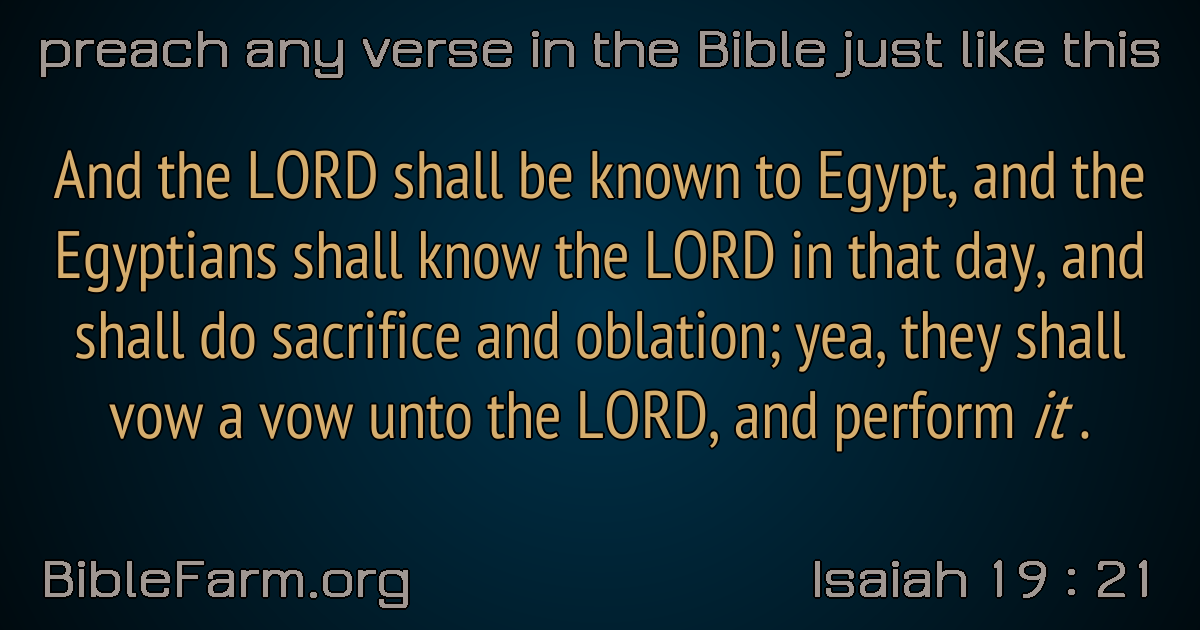 preach any verse in the Bible just like this
And the LORD shall be known to Egypt, and the
Egyptians shall know the LORD in that day, and
shall do sacrifice and oblation; yea, they shall
vow a vow unto the LORD, and perform it .
BibleFarm.org
Isaiah 19 : 21